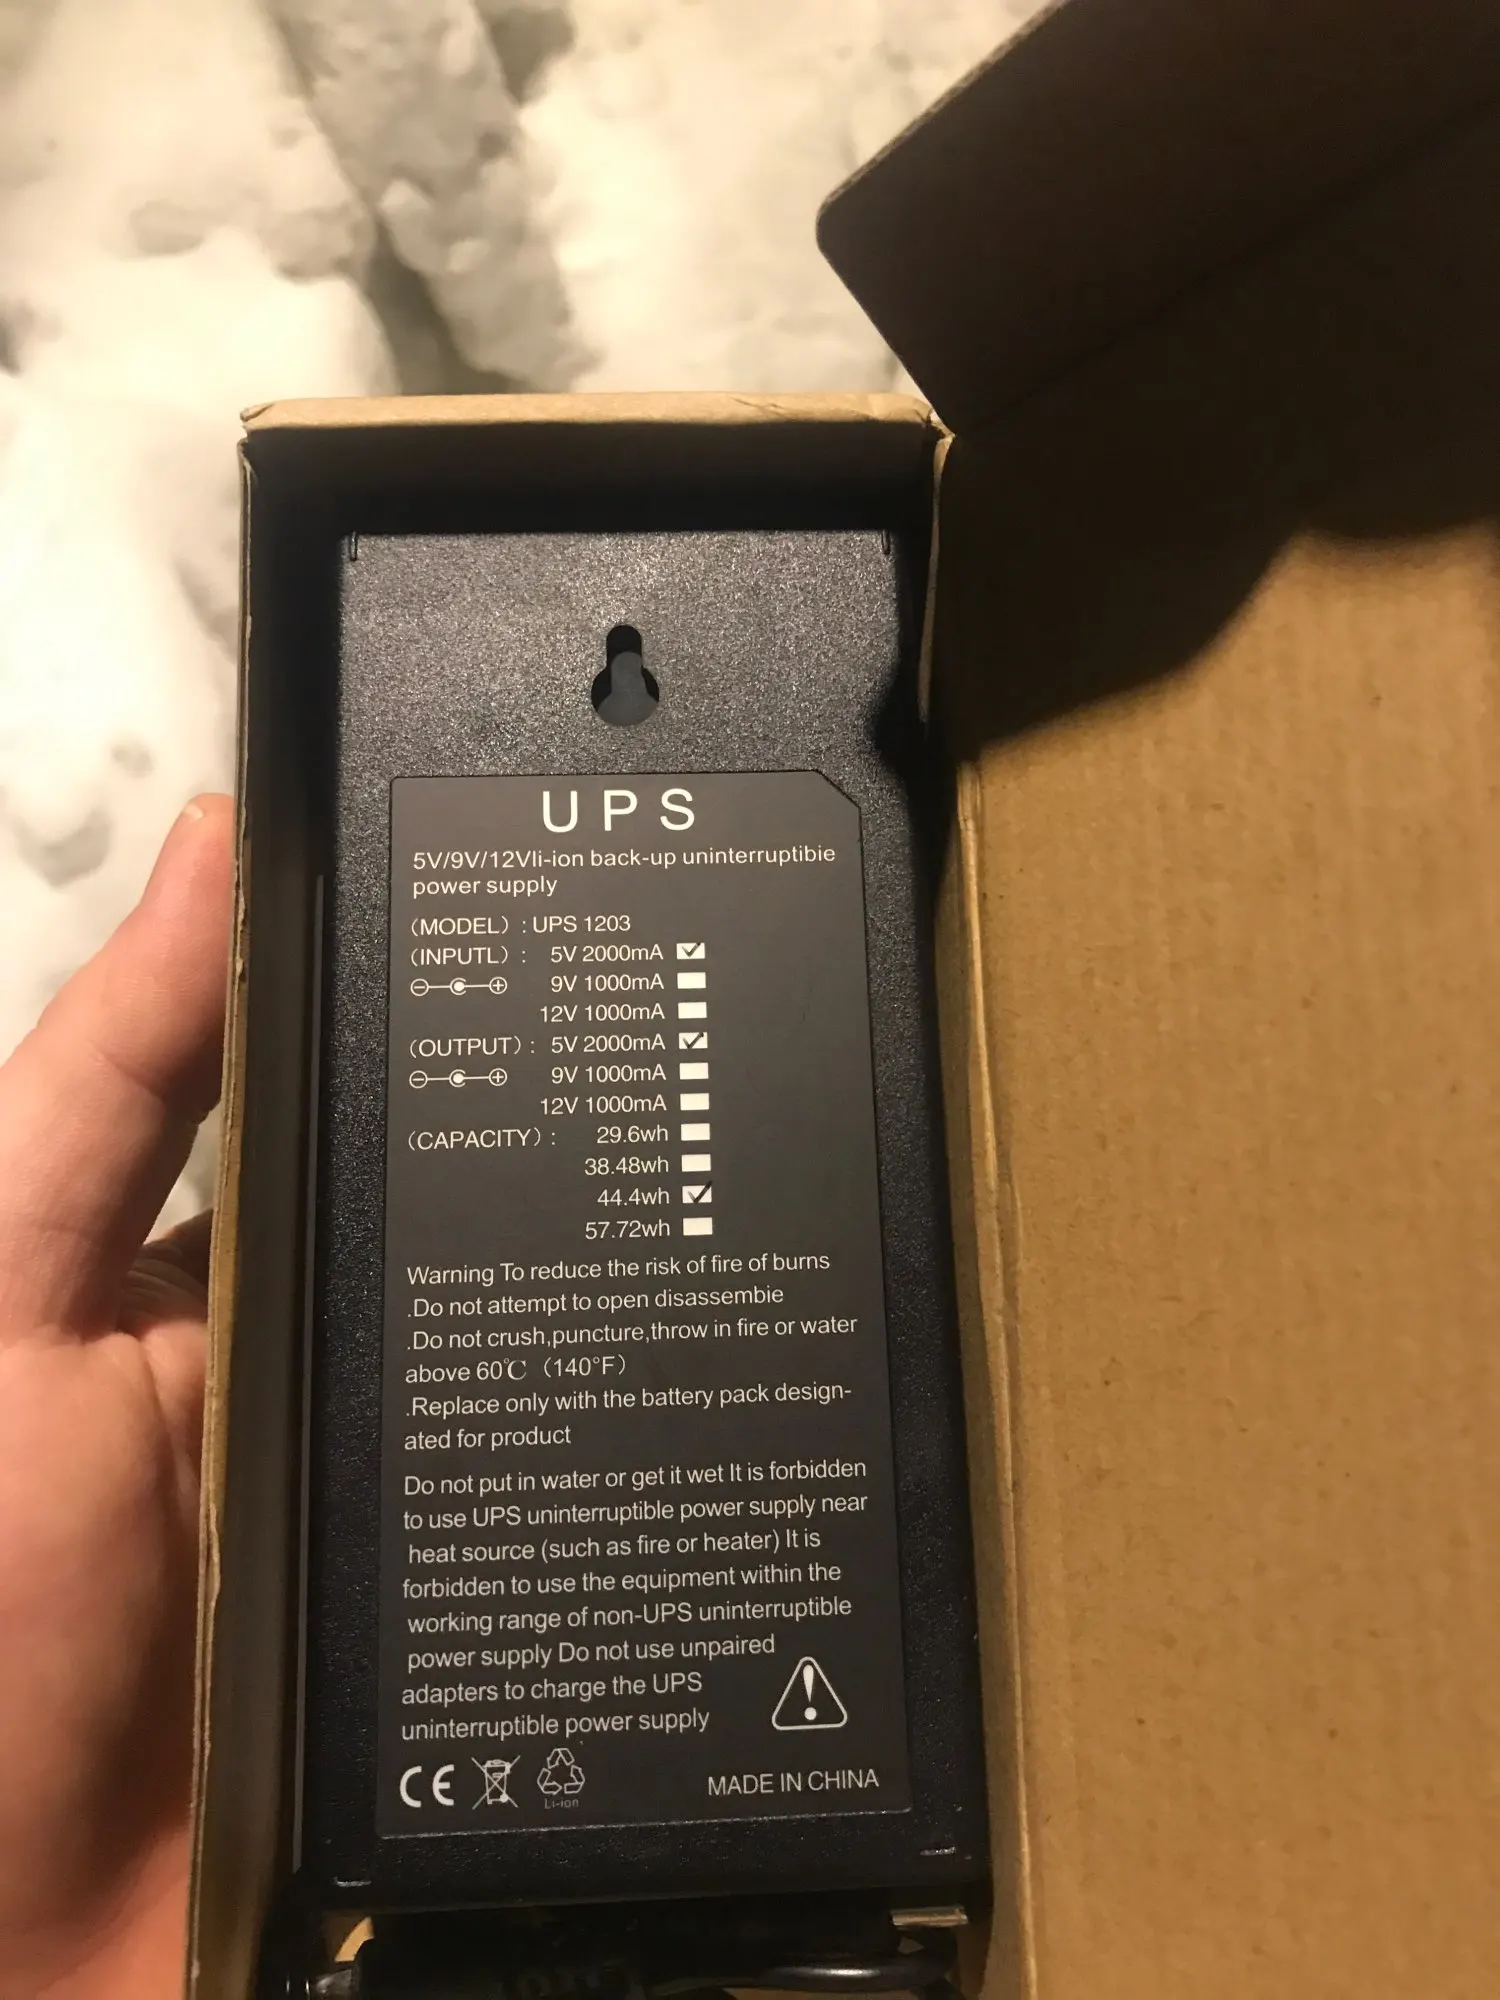 UPS
5V/9V/12Vli-ion back-up uninterruptibie
power supply
(MODEL) : UPS 1203
(INPUTL) : 5V 2000mA
9V 1000mA
12V 1000mA
(OUTPUT) : 5V 2000mA
9V 1000mA
12V 1000mA
(CAPACITY) : 29.6wh
38.48wh
44.4wh
57.72wh
Warning To reduce the risk of fire of burns
.Do not attempt to open disassembie
.Do not crush,puncture,throw in fire or water
above 60℃ (140°F)
.Replace only with the battery pack design-
ated for product
Do not put in water or get it wet It is forbidden
to use UPS uninterruptible power supply near
heat source (such as fire or heater) It is
forbidden to use the equipment within the
working range of non-UPS uninterruptible
power supply Do not use unpaired
adapters to charge the UPS
uninterruptible power supply
CE
Li-ion
MADE IN CHINA